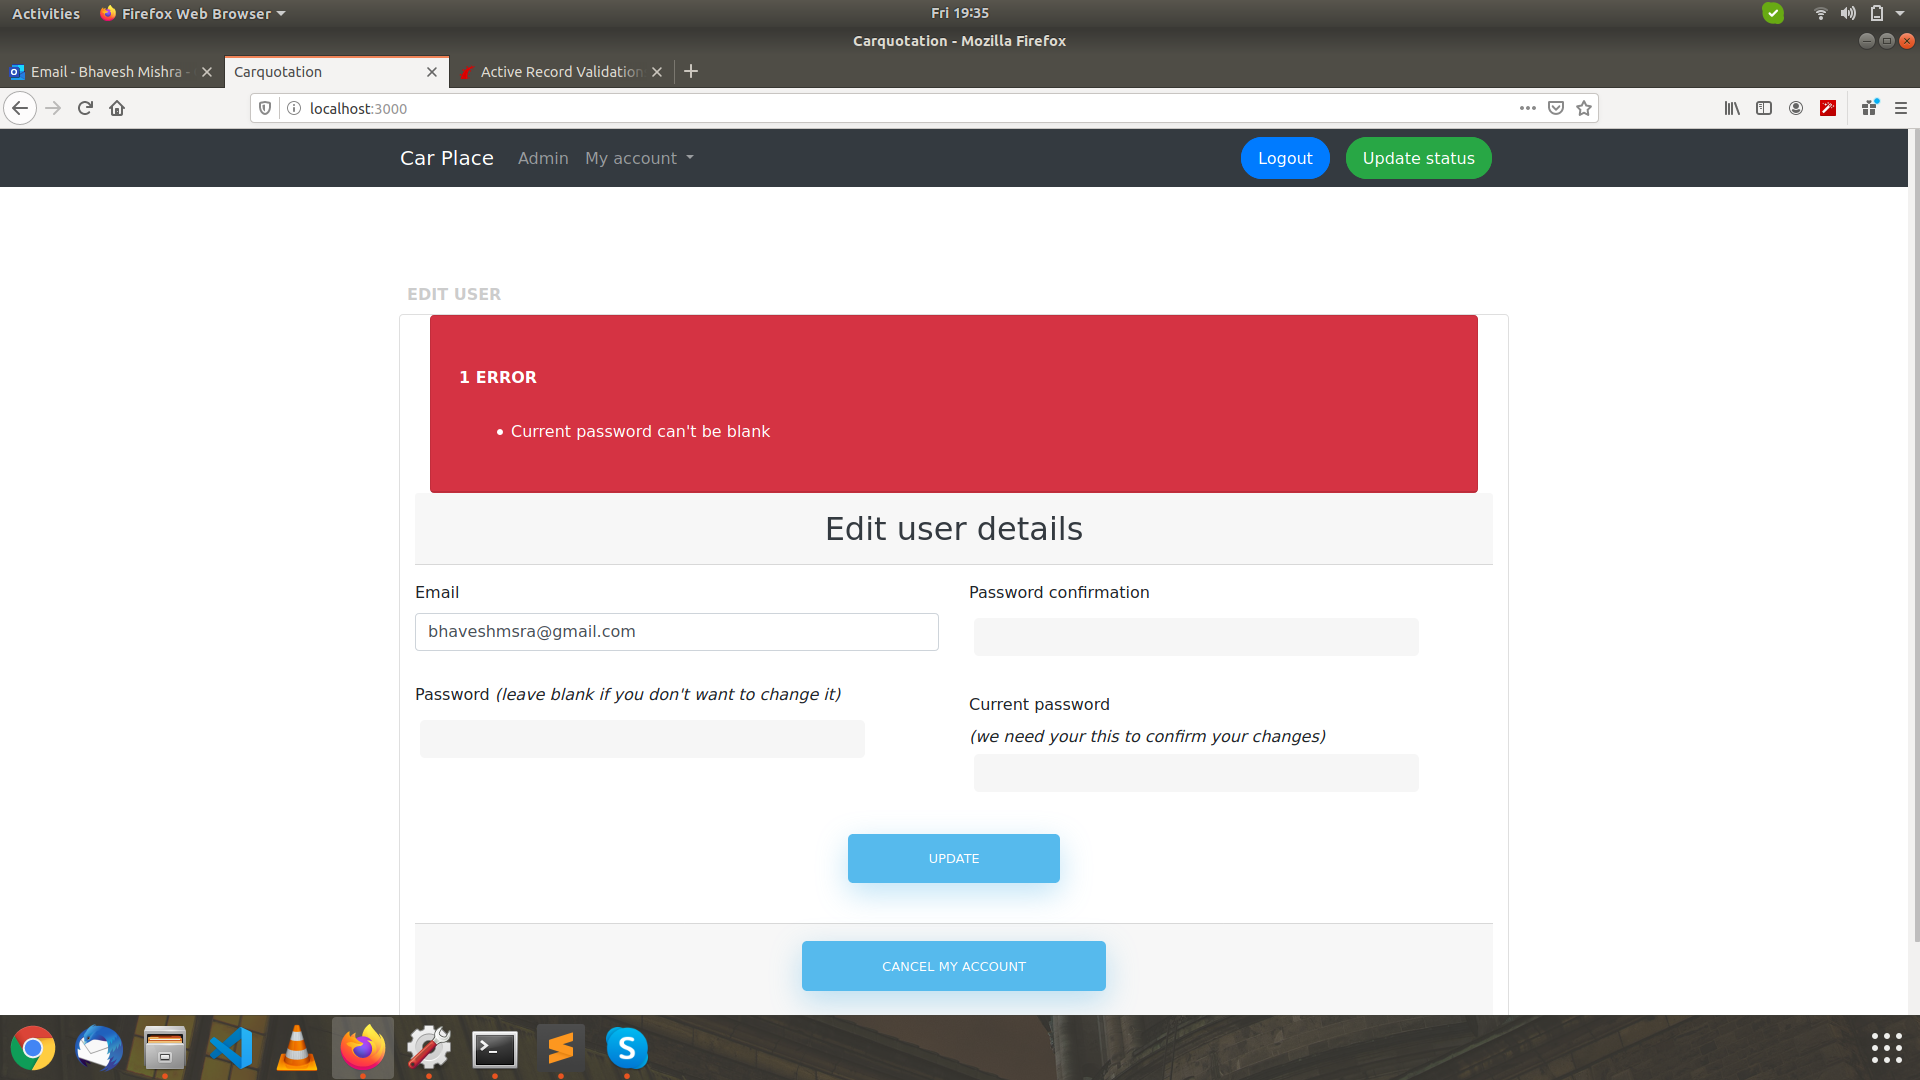 Activities
Firefox Web Browser
Fri 19:35
Carquotation - Mozilla Firefox
Email - Bhavesh Mishra -
Carquotation
Active Record Validation
localhost:3000
Car Place
Admin
My account
Logout
Update status
EDIT USER
1 ERROR
Current password can't be blank
Edit user details
Email
Password confirmation
bhaveshmsra@gmail.com
Password (leave blank if you don't want to change it)
Current password
(we need your this to confirm your changes)
UPDATE
CANCEL MY ACCOUNT